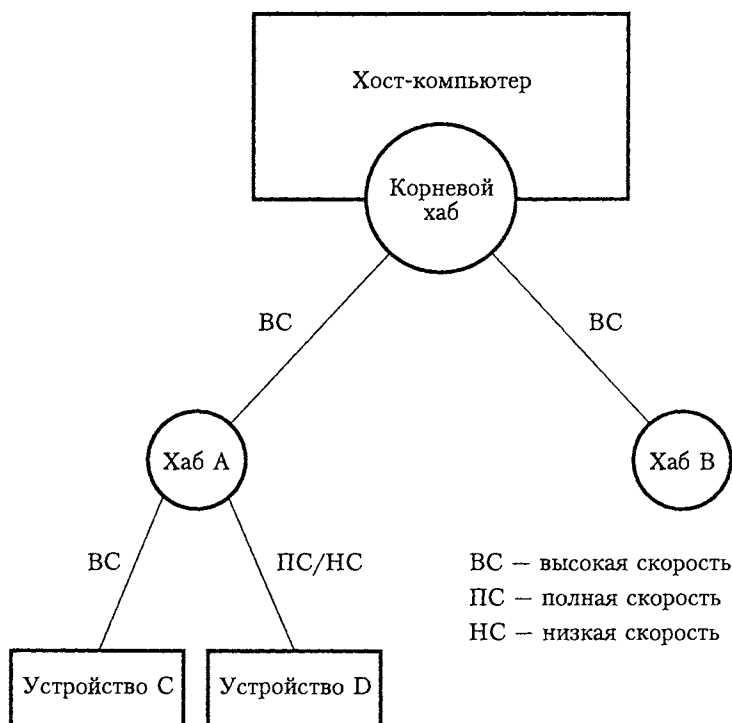 Хост-компьютер
Корневой
хаб
ВС
ВС
Хаб A
Хаб B
ВС
ПС/НС
ВС — высокая скорость
ПС — полная скорость
НС — низкая скорость
Устройство C
Устройство D